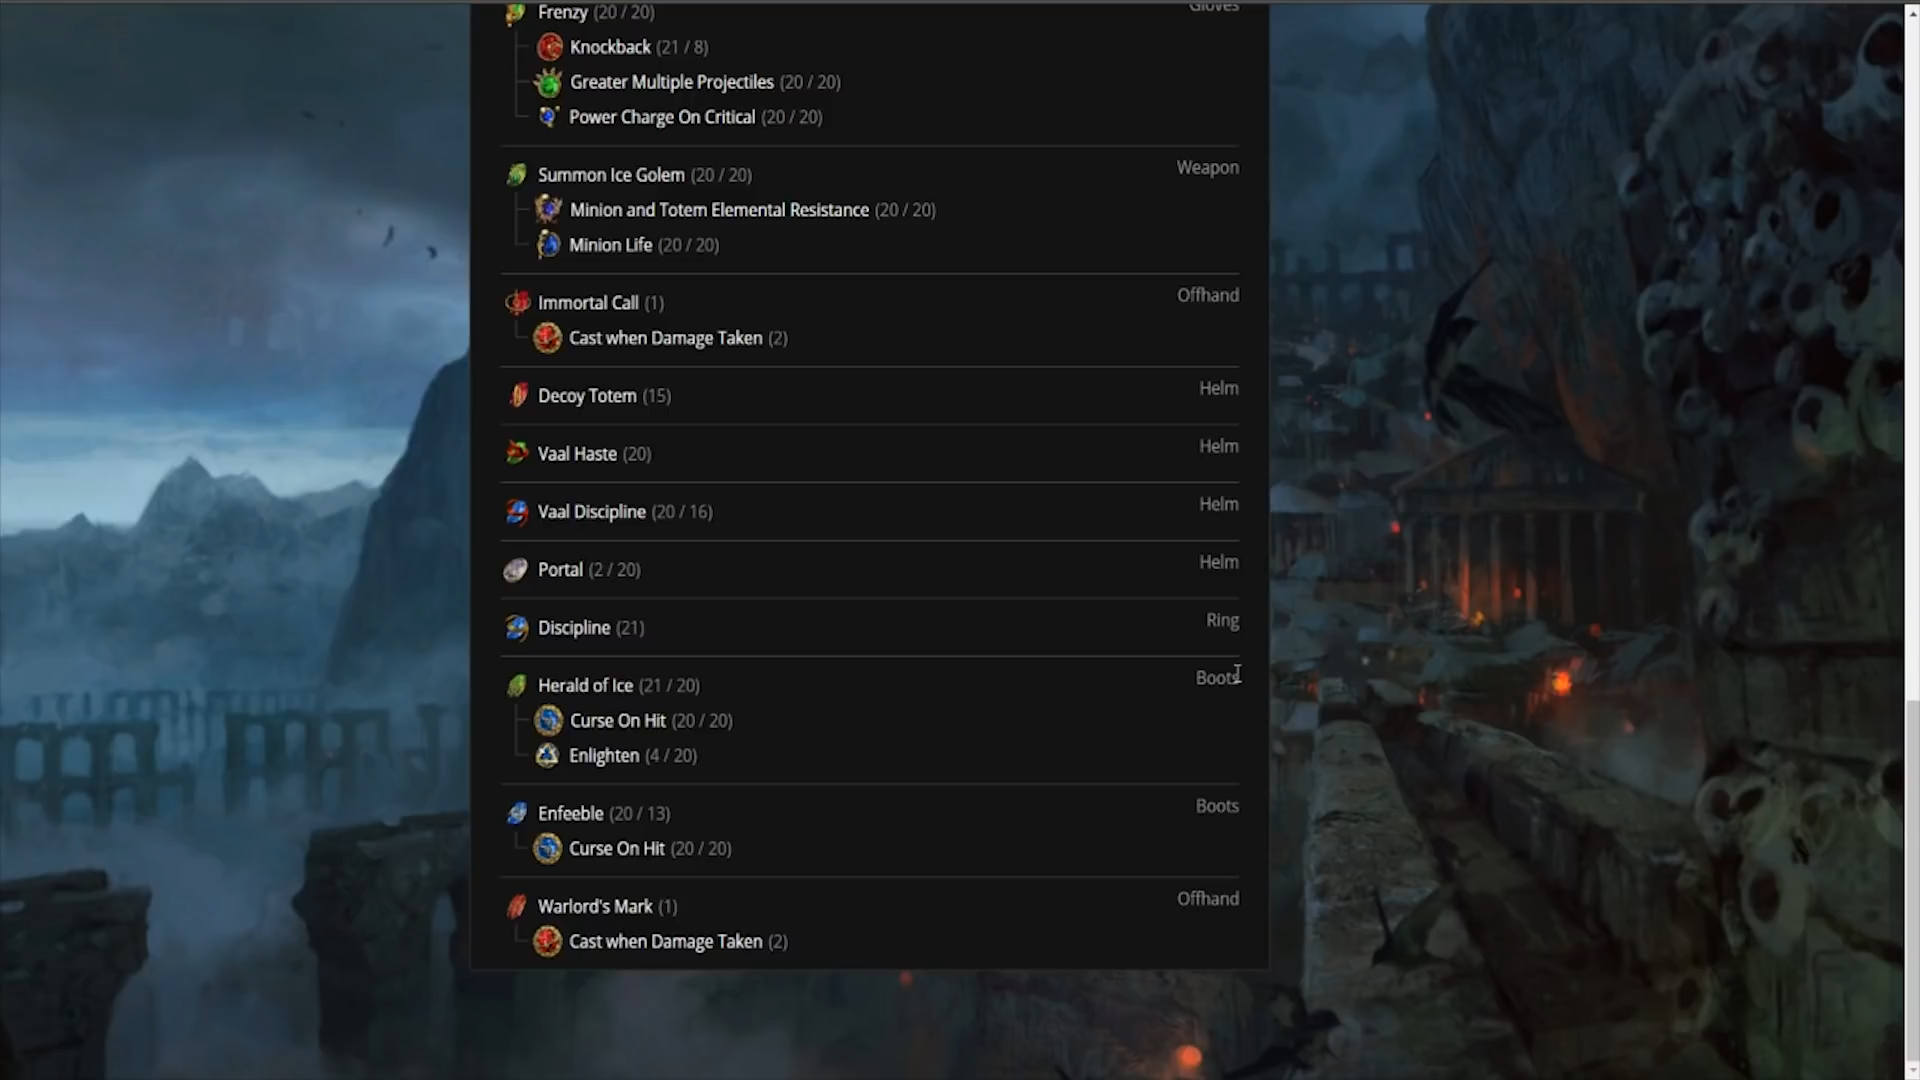 Frenzy (20 / 20) Gloves
Knockback (21 / 8)
Greater Multiple Projectiles (20 / 20)
Power Charge On Critical (20 / 20)
Summon Ice Golem (20 / 20) Weapon
Minion and Totem Elemental Resistance (20 / 20)
Minion Life (20 / 20)
Immortal Call (1) Offhand
Cast when Damage Taken (2)
Decoy Totem (15) Helm
Vaal Haste (20) Helm
Vaal Discipline (20 / 16) Helm
Portal (2 / 20) Helm
Discipline (21) Ring
Herald of Ice (21 / 20) Boots
Curse On Hit (20 / 20)
Enlighten (4 / 20)
Enfeeble (20 / 13) Boots
Curse On Hit (20 / 20)
Warlord's Mark (1) Offhand
Cast when Damage Taken (2)